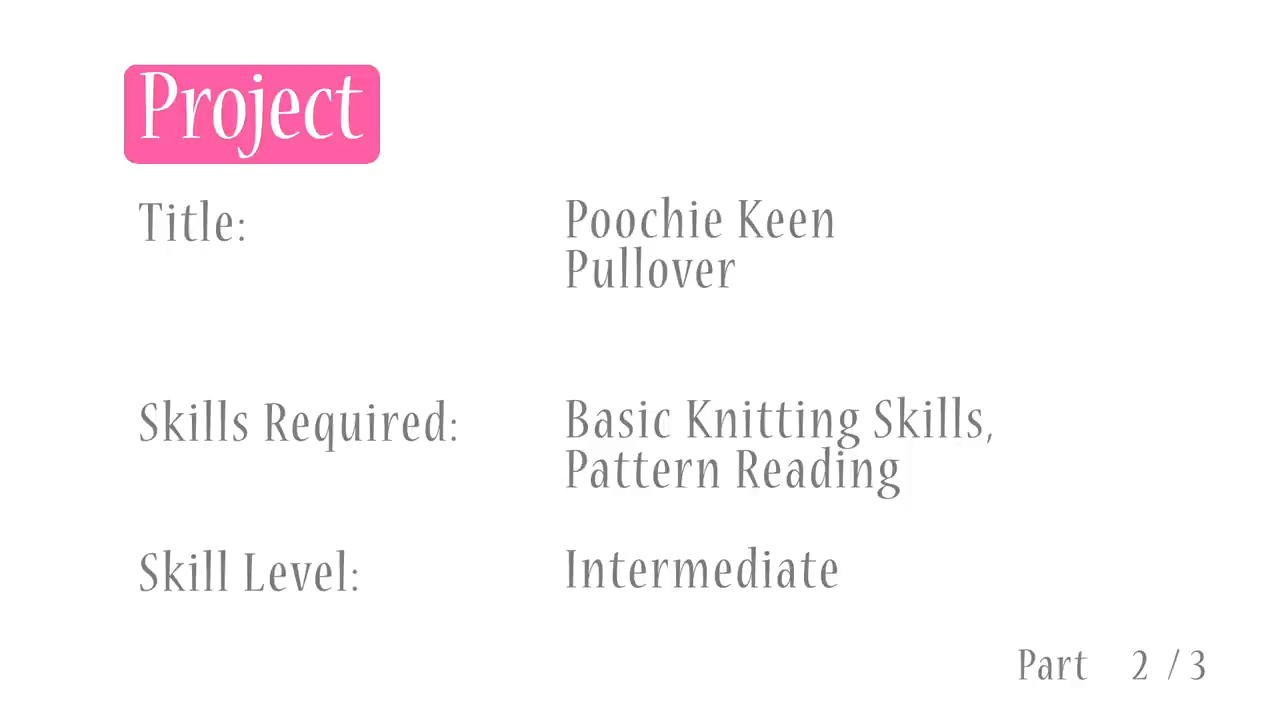 Project
Title: Poochie Keen
Pullover
Skills Required: Basic Knitting Skills,
Pattern Reading
Skill Level: Intermediate
Part 2 / 3